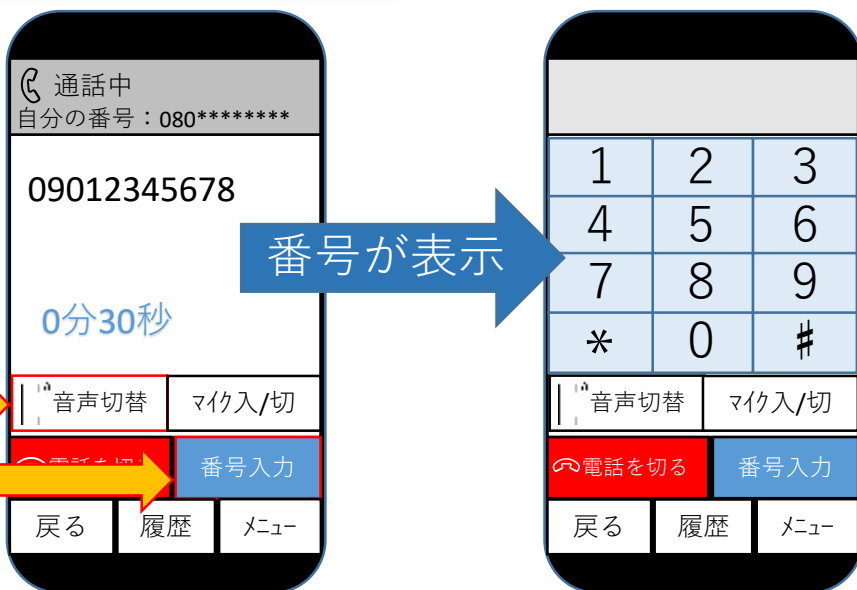 通話中
自分の番号：080********
09012345678
0分30秒
音声切替 ﾏｲｸ入/切
番号入力
戻る 履歴 ﾒﾆｭｰ
番号が表示
1 2 3
4 5 6
7 8 9
* 0 #
音声切替 ﾏｲｸ入/切
電話を切る 番号入力
戻る 履歴 ﾒﾆｭｰ